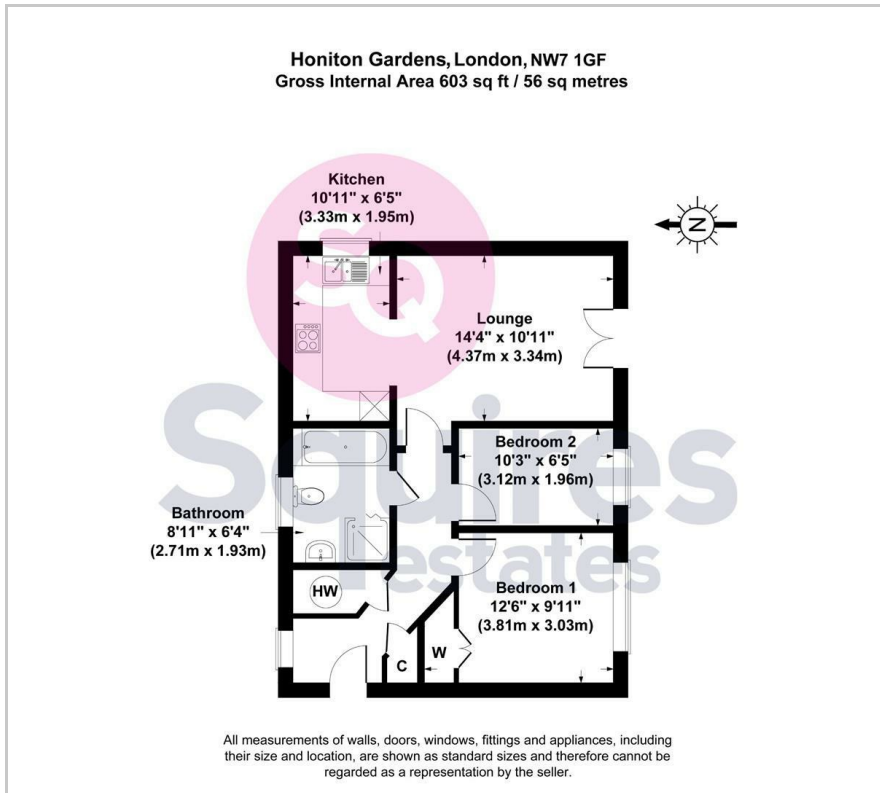 Honiton Gardens, London, NW7 1GF
Gross Internal Area 603 sq ft / 56 sq metres
Kitchen
10'11" x 6'5"
(3.33m x 1.95m)
N
SQ
Lounge
14'4" x 10'11"
(4.37m x 3.34m)
Squires
estates
Bedroom 2
10'3" x 6'5"
(3.12m x 1.96m)
Bathroom
8'11" x 6'4"
(2.71m x 1.93m)
Bedroom 1
12'6" x 9'11"
(3.81m x 3.03m)
HW
W
C
All measurements of walls, doors, windows, fittings and appliances, including
their size and location, are shown as standard sizes and therefore cannot be
regarded as a representation by the seller.